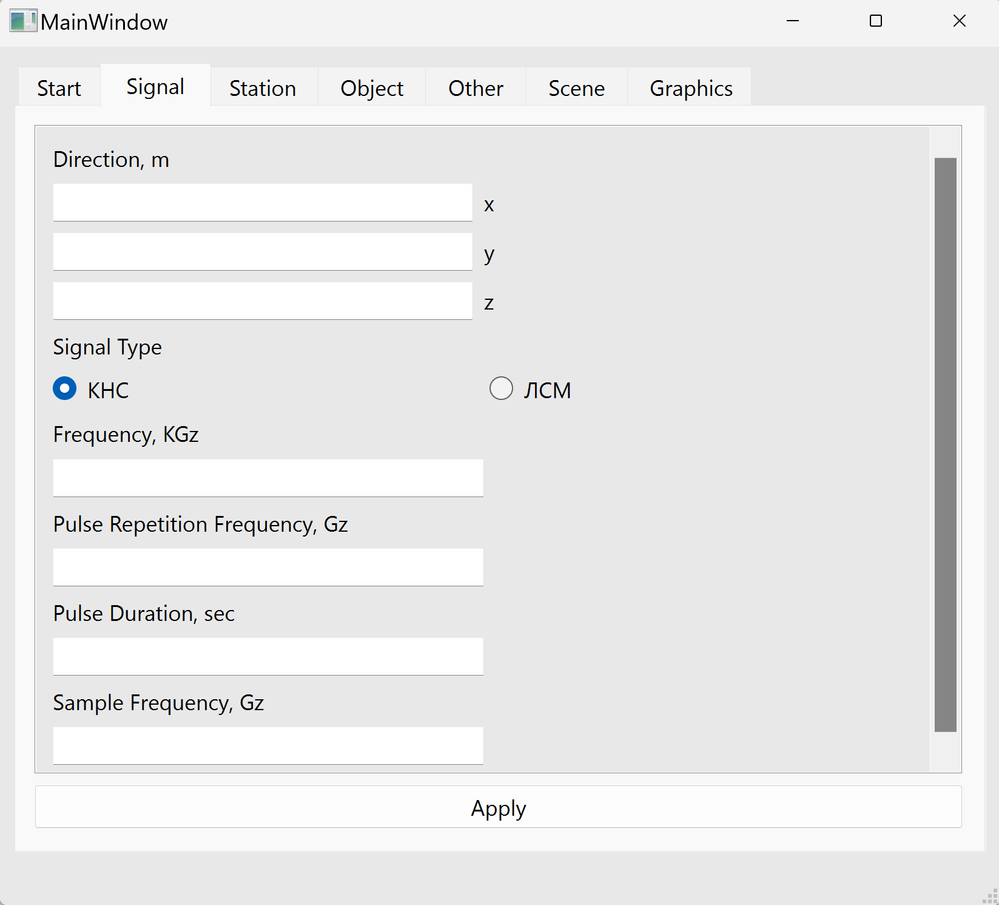 MainWindow
Start Signal Station Object Other Scene Graphics
Direction, m
x
y
z
Signal Type
КНС ЛСМ
Frequency, KGz
Pulse Repetition Frequency, Gz
Pulse Duration, sec
Sample Frequency, Gz
Apply